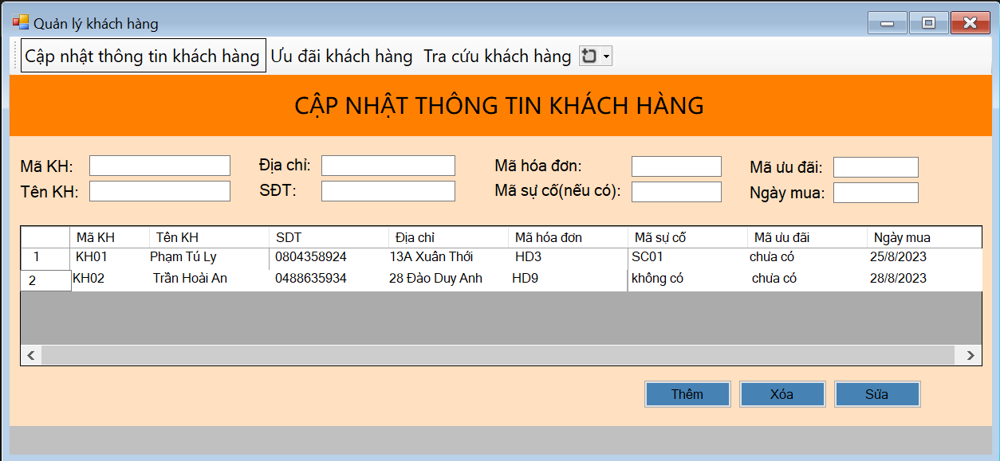 Quản lý khách hàng
Cập nhật thông tin khách hàng Ưu đãi khách hàng Tra cứu khách hàng
CẬP NHẬT THÔNG TIN KHÁCH HÀNG
Mã KH: Địa chỉ: Mã hóa đơn: Mã ưu đãi:
Tên KH: SĐT: Mã sự cố(nếu có): Ngày mua:
Mã KH Tên KH SDT Địa chỉ Mã hóa đơn Mã sự cố Mã ưu đãi Ngày mua
1 KH01 Phạm Tú Ly 0804358924 13A Xuân Thới HD3 SC01 chưa có 25/8/2023
2 KH02 Trần Hoài An 0488635934 28 Đào Duy Anh HD9 không có chưa có 28/8/2023
Thêm Xóa Sửa